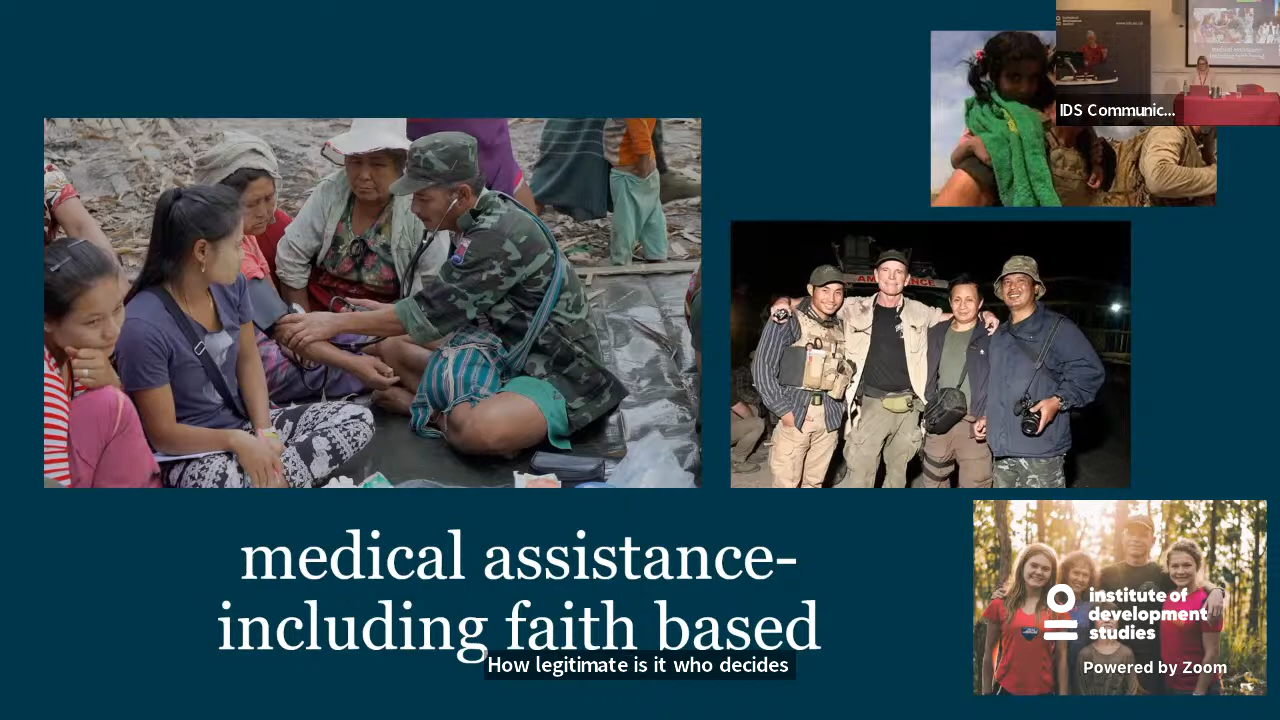 IDS Communic...
AMBULANCE
medical assistance-
including faith based
How legitimate is it who decides
institute of
development
studies
Powered by Zoom